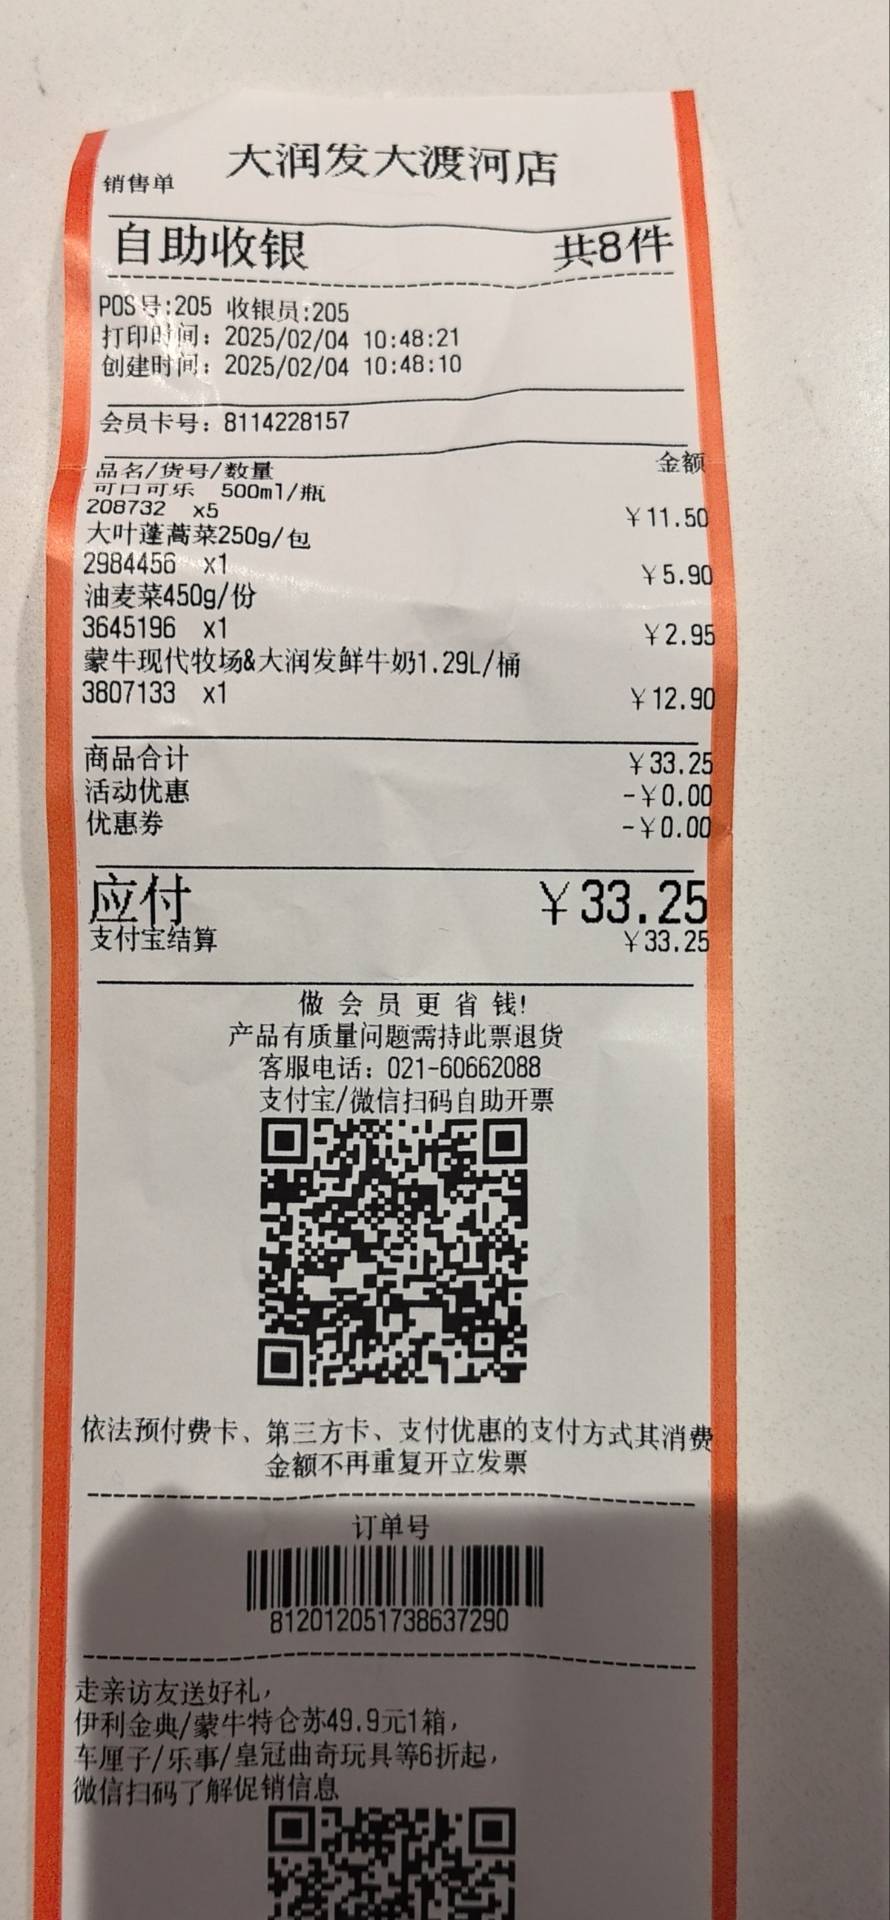 大润发大渡河店
销售单
自助收银 共8件
POS号:205 收银员:205
打印时间: 2025/02/04 10:48:21
创建时间: 2025/02/04 10:48:10
会员卡号: 8114228157
品名/货号/数量 金额
可口可乐 500ml/瓶
208732 x5 ¥11.50
大叶蓬蒿菜250g/包
2984456 x1 ¥5.90
油麦菜450g/份
3645196 x1 ¥2.95
蒙牛现代牧场&大润发鲜牛奶1.29L/桶
3807133 x1 ¥12.90
商品合计 ¥33.25
活动优惠 -¥0.00
优惠券 -¥0.00
应付 ¥33.25
支付宝结算 ¥33.25
做会员更省钱!
产品有质量问题需持此票退货
客服电话: 021-60662088
支付宝/微信扫码自助开票
依法预付费卡、第三方卡、支付优惠的支付方式其消费
金额不再重复开立发票
订单号
812012051738637290
走亲访友送好礼,
伊利金典/蒙牛特仑苏49.9元1箱,
车厘子/乐事/皇冠曲奇玩具等6折起,
微信扫码了解促销信息